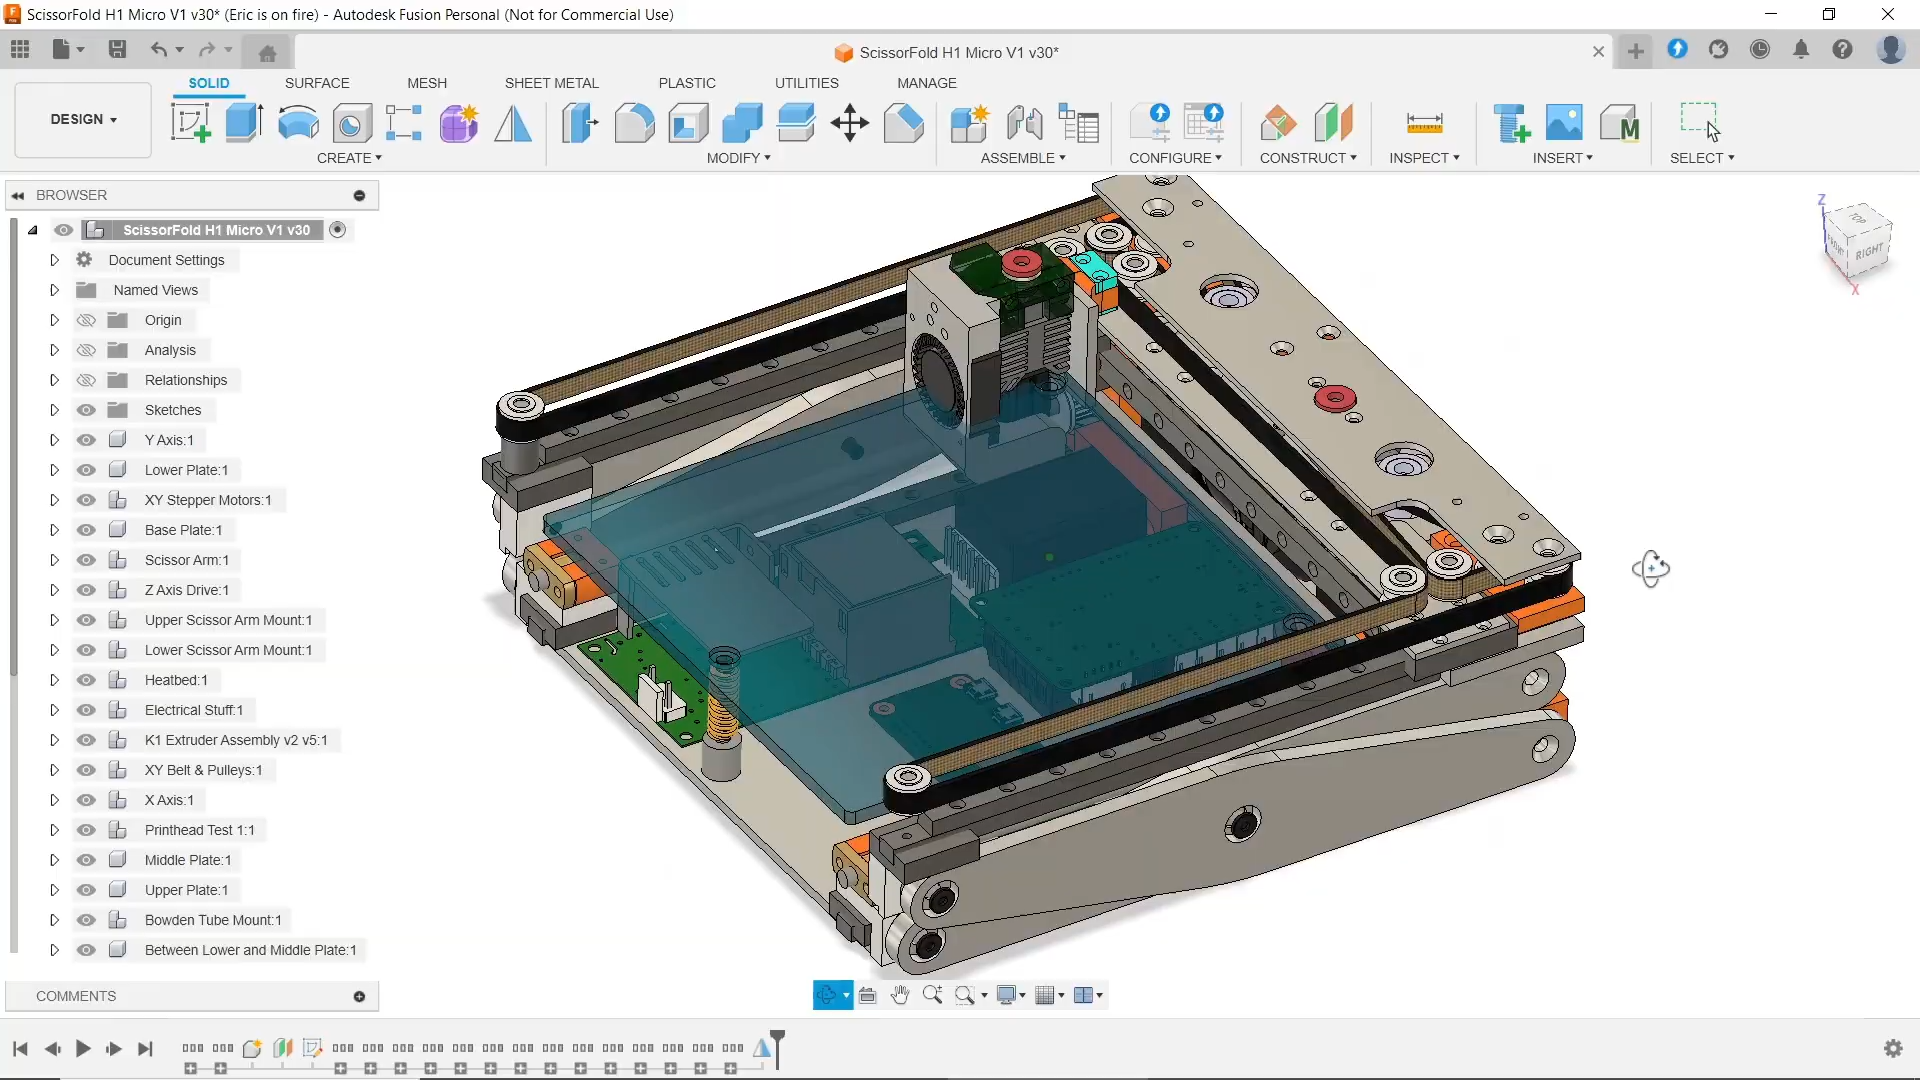 ScissorFold H1 Micro V1 v30* (Eric is on fire) - Autodesk Fusion Personal (Not for Commercial Use)
ScissorFold H1 Micro V1 v30*
DESIGN
SOLID SURFACE MESH SHEET METAL PLASTIC UTILITIES MANAGE
CREATE MODIFY ASSEMBLE CONFIGURE CONSTRUCT INSPECT INSERT SELECT
BROWSER
ScissorFold H1 Micro V1 v30
Document Settings
Named Views
Origin
Analysis
Relationships
Sketches
Y Axis:1
Lower Plate:1
XY Stepper Motors:1
Base Plate:1
Scissor Arm:1
Z Axis Drive:1
Upper Scissor Arm Mount:1
Lower Scissor Arm Mount:1
Heatbed:1
Electrical Stuff:1
K1 Extruder Assembly v2 v5:1
XY Belt & Pulleys:1
X Axis:1
Printhead Test 1:1
Middle Plate:1
Upper Plate:1
Bowden Tube Mount:1
Between Lower and Middle Plate:1
COMMENTS
Z
TOP
FRONT
RIGHT
X